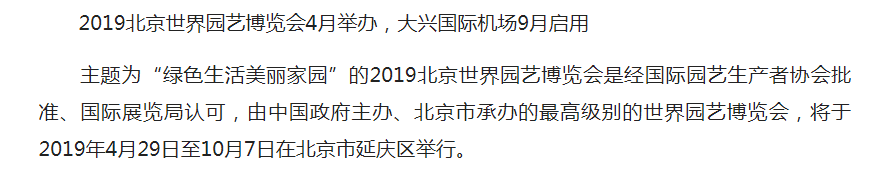 2019北京世界园艺博览会4月举办，大兴国际机场9月启用
主题为“绿色生活美丽家园”的2019北京世界园艺博览会是经国际园艺生产者协会批
准、国际展览局认可，由中国政府主办、北京市承办的最高级别的世界园艺博览会，将于
2019年4月29日至10月7日在北京市延庆区举行。